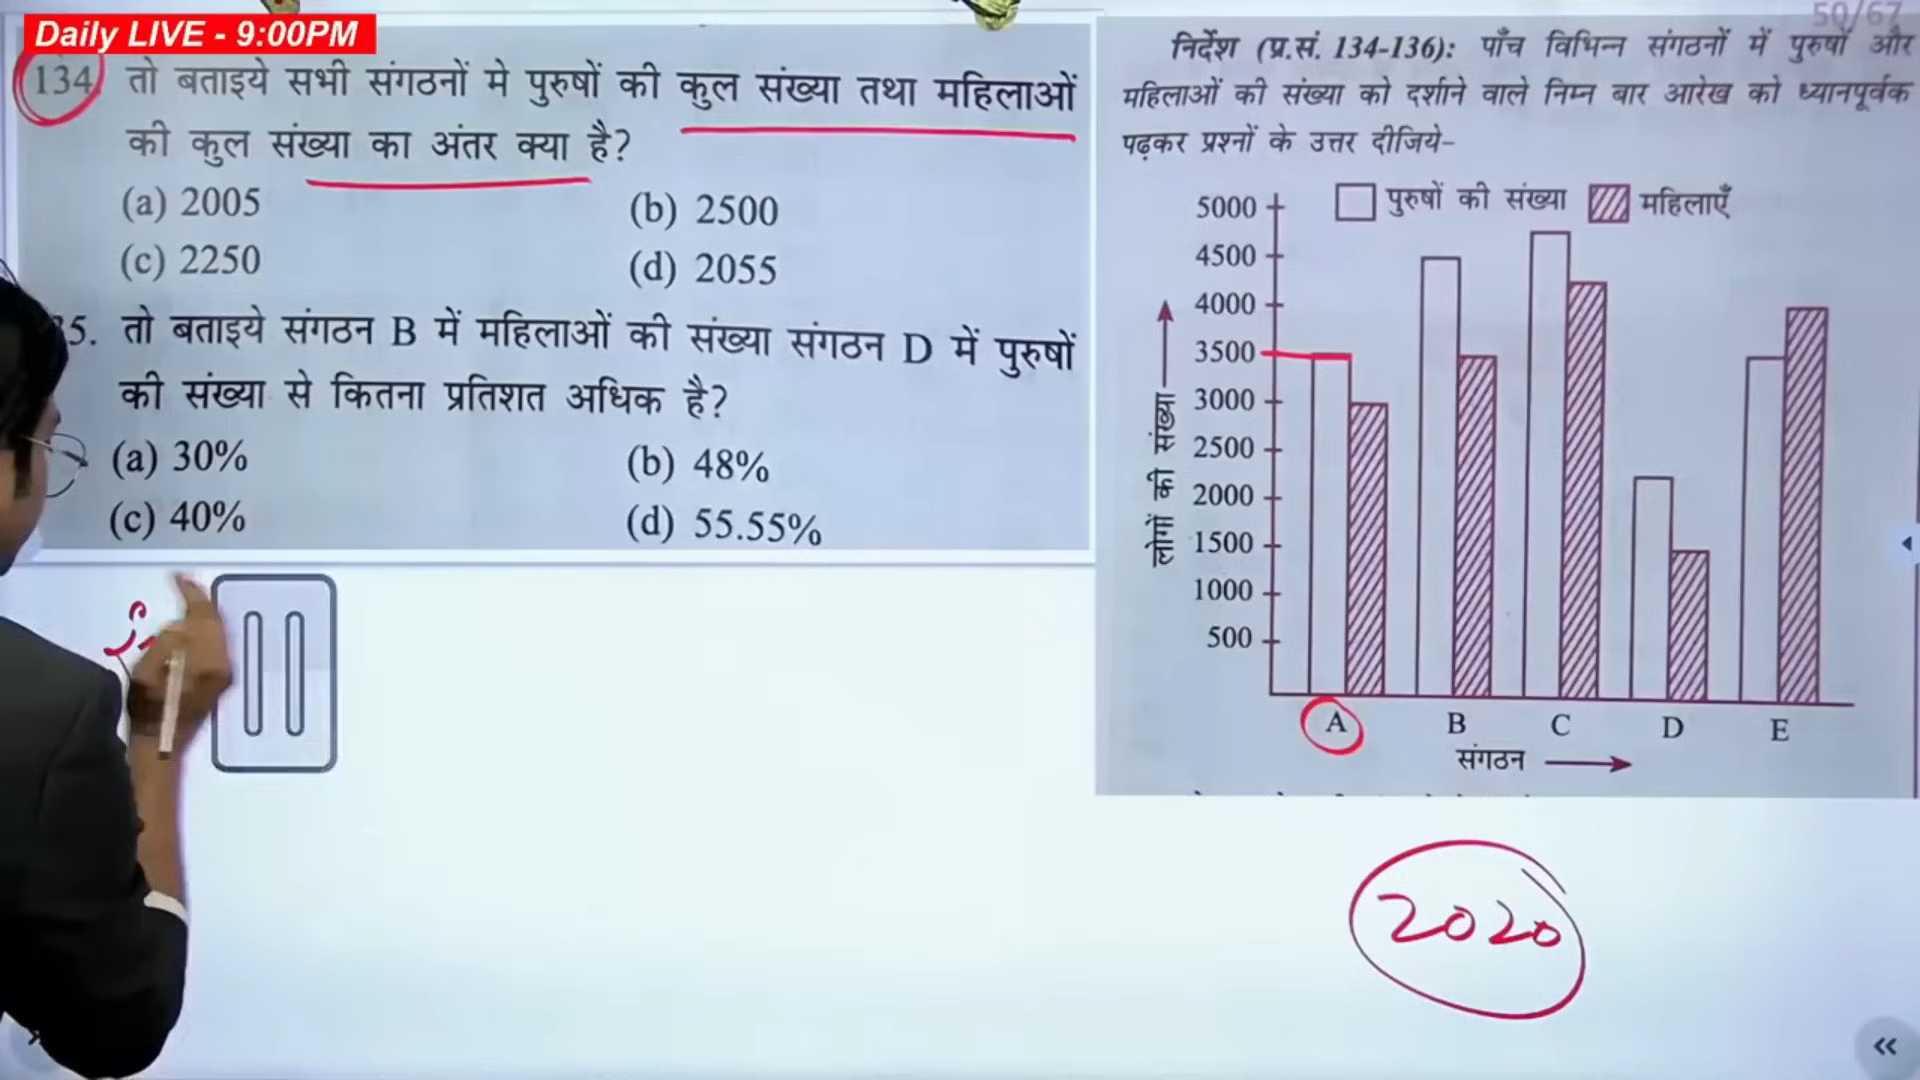 Daily LIVE - 9:00PM
134 तो बताइये सभी संगठनों मे पुरुषों की कुल संख्या तथा महिलाओं
की कुल संख्या का अंतर क्या है?
(a) 2005 (b) 2500
(c) 2250 (d) 2055
35. तो बताइये संगठन B में महिलाओं की संख्या संगठन D में पुरुषों
की संख्या से कितना प्रतिशत अधिक है?
(a) 30% (b) 48%
(c) 40% (d) 55.55%
50/67
निर्देश (प्र.सं. 134-136): पाँच विभिन्न संगठनों में पुरुषों और
महिलाओं की संख्या को दर्शाने वाले निम्न बार आरेख को ध्यानपूर्वक
पढ़कर प्रश्नों के उत्तर दीजिये-
पुरुषों की संख्या महिलाएँ
5000
4500
4000
3500
3000
2500
2000
1500
1000
500
लोगों की संख्या
A B C D E
संगठन
2020